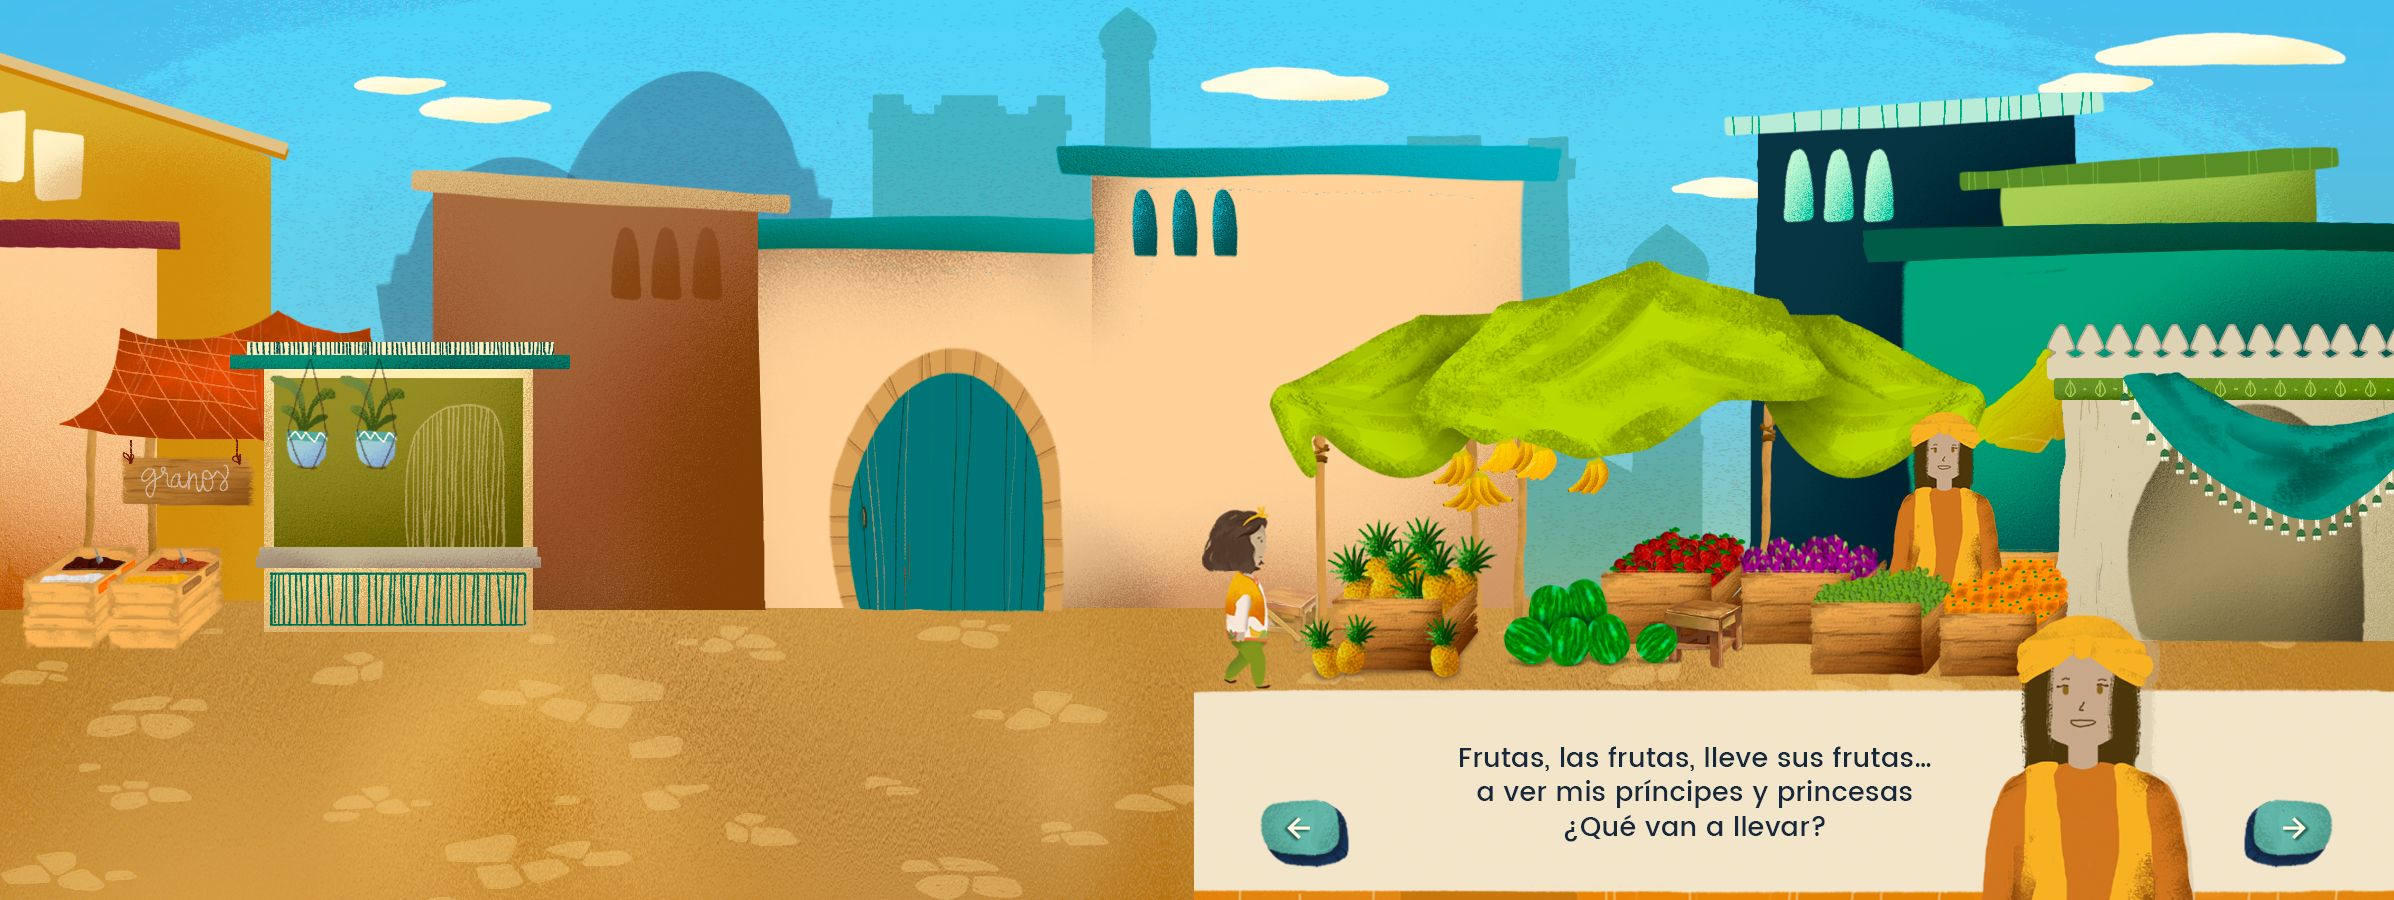 granos
Frutas, las frutas, lleve sus frutas...
a ver mis príncipes y princesas
¿Qué van a llevar?